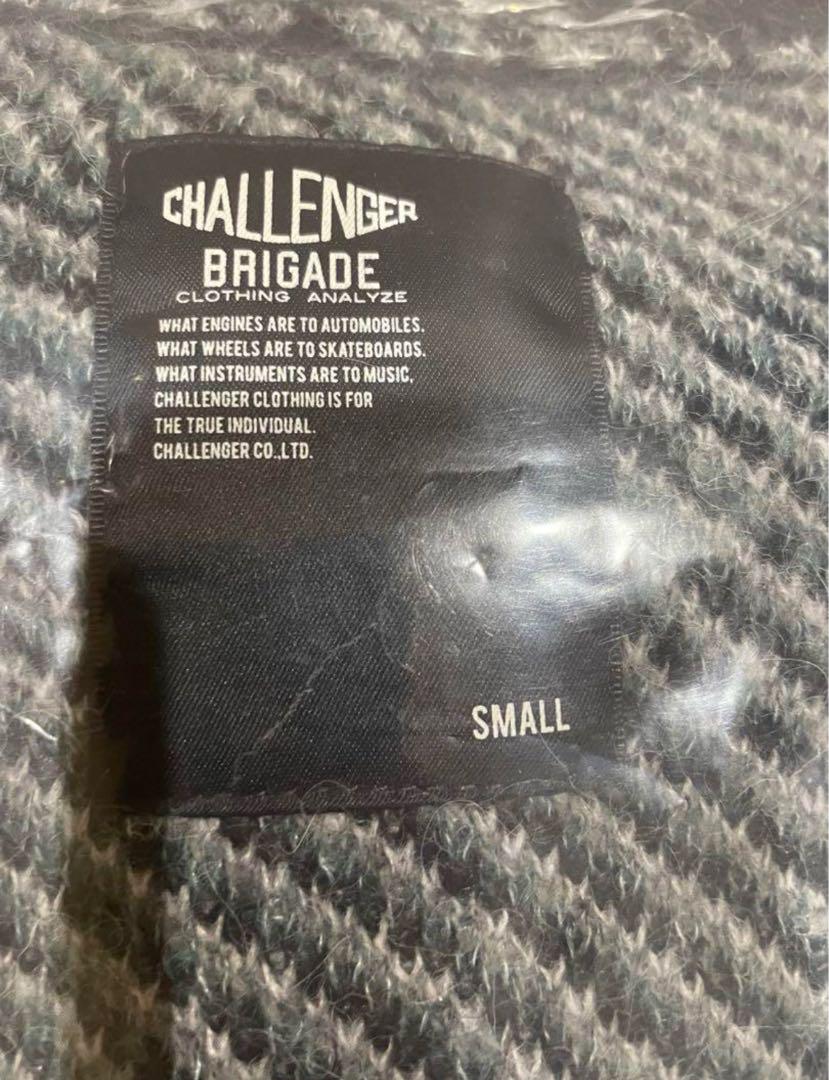 CHALLENGER
BRIGADE
CLOTHING ANALYZE
WHAT ENGINES ARE TO AUTOMOBILES.
WHAT WHEELS ARE TO SKATEBOARDS.
WHAT INSTRUMENTS ARE TO MUSIC,
CHALLENGER CLOTHING IS FOR
THE TRUE INDIVIDUAL.
CHALLENGER CO.,LTD.
SMALL